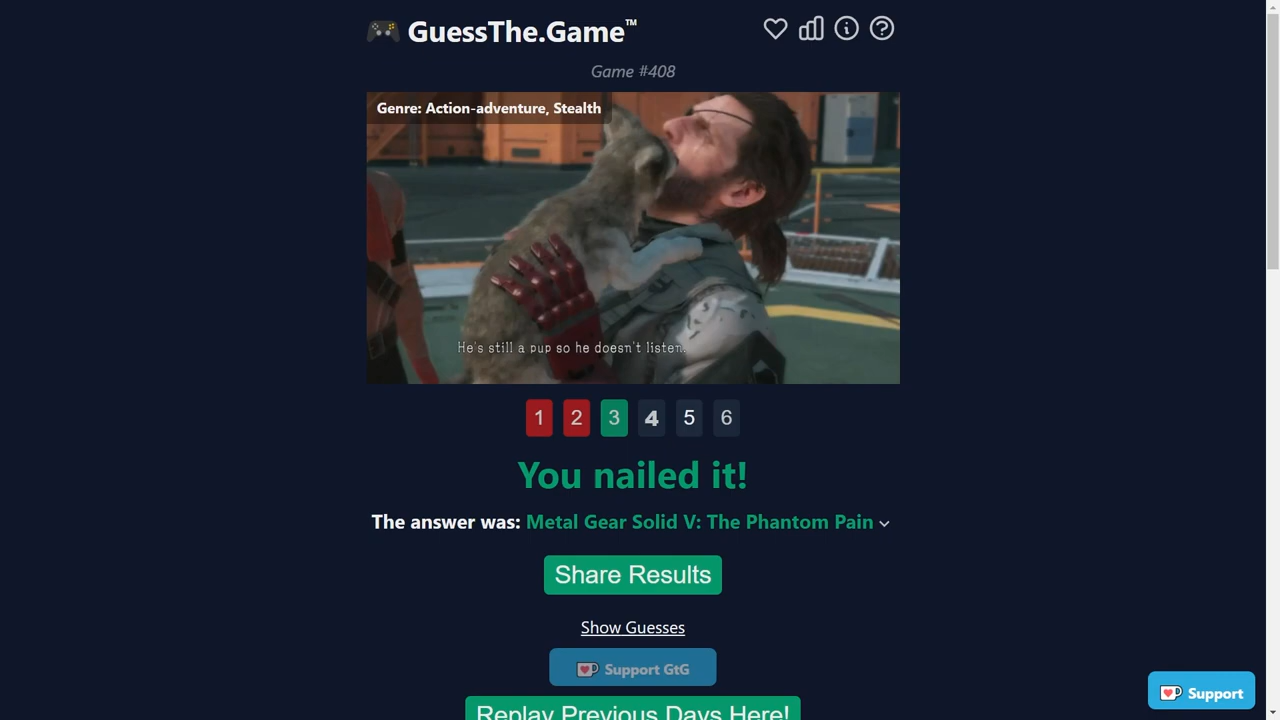 GuessThe.Game™
Game #408
Genre: Action-adventure, Stealth
He's still a pup so he doesn't listen.
1 2 3 4 5 6
You nailed it!
The answer was: Metal Gear Solid V: The Phantom Pain
Share Results
Show Guesses
Support GtG
Support
Replay Previous Days Here!